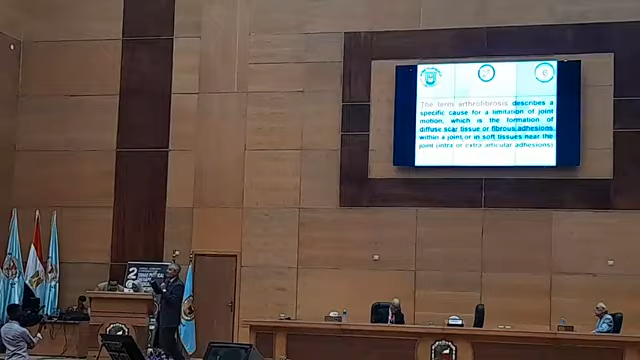 The term arthrofibrosis describes a
specific cause for a limitation of joint
motion, which is the formation of
diffuse scar tissue or fibrous adhesions
within a joint or in soft tissues near the
joint (intra or extra articular adhesions)
2